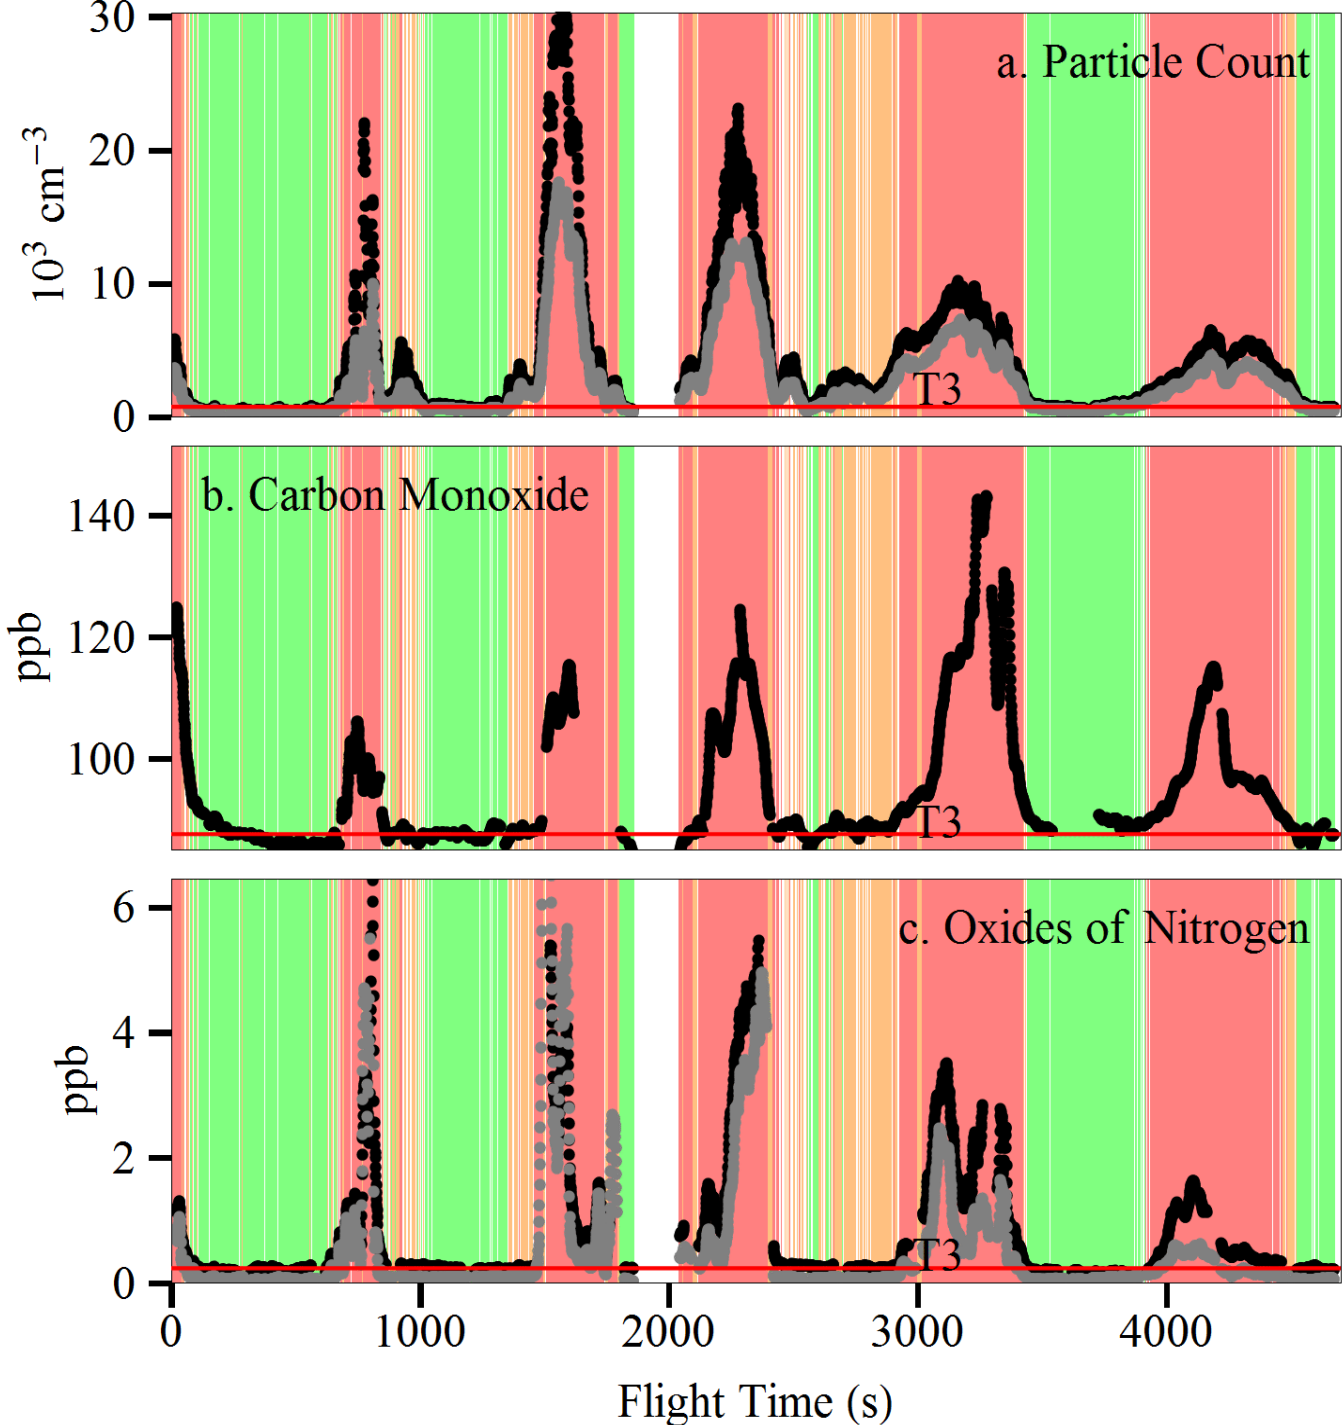 30
a. Particle Count
20
10³ cm⁻³
10
T3
0
b. Carbon Monoxide
140
120
ppb
100
T3
6
c. Oxides of Nitrogen
4
ppb
2
T3
0
0 1000 2000 3000 4000
Flight Time (s)